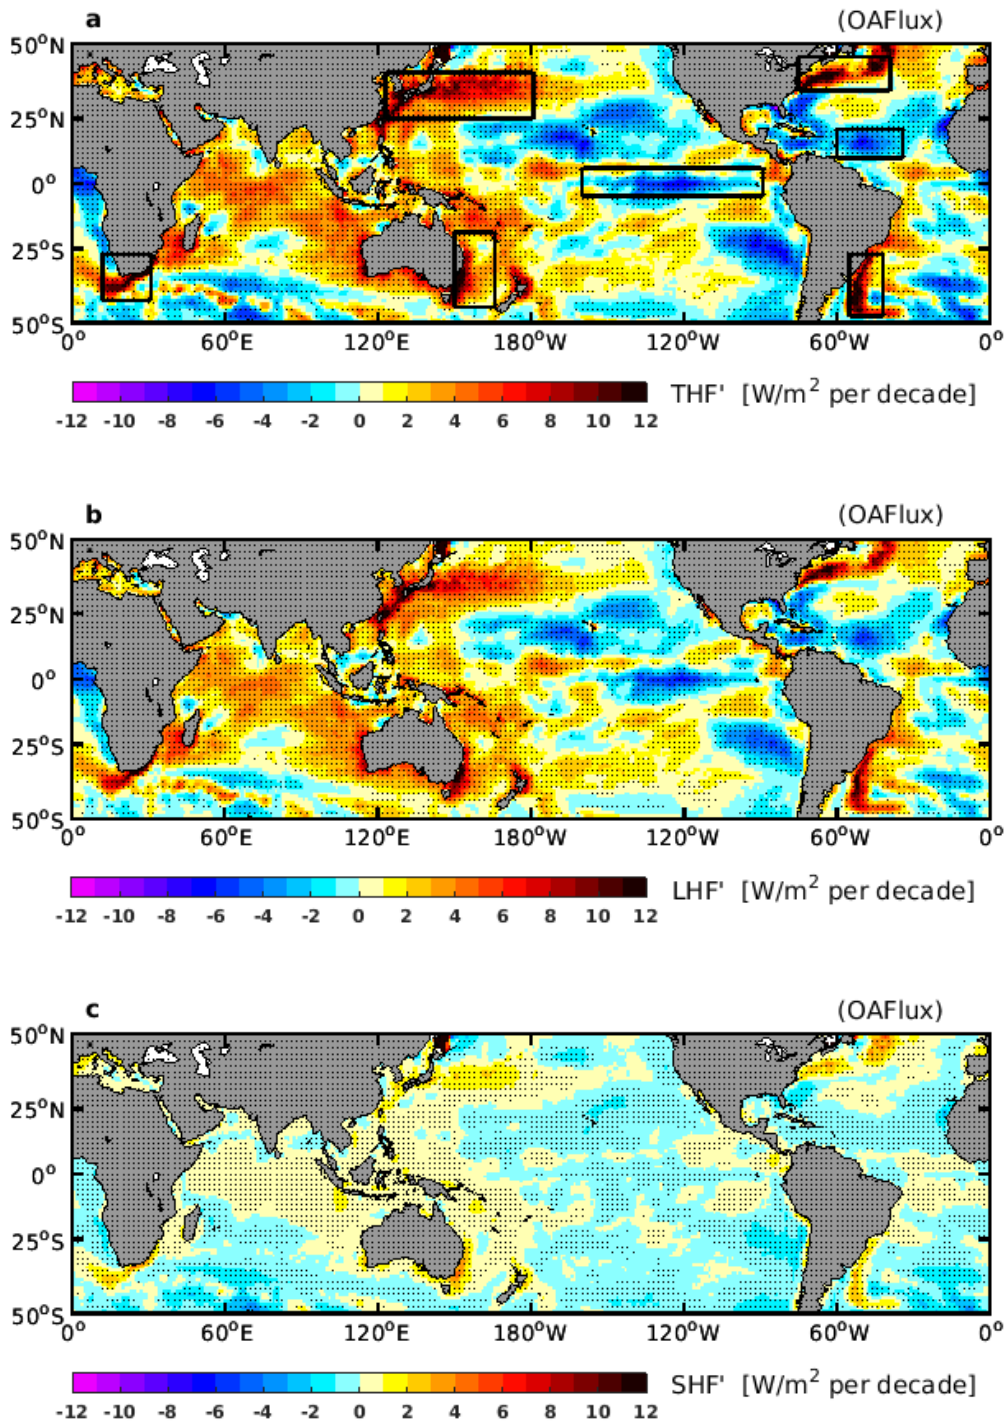 a (OAFlux)
50°N
25°N
0°
25°S
50°S
0° 60°E 120°E 180°W 120°W 60°W 0°
-12 -10 -8 -6 -4 -2 0 2 4 6 8 10 12
THF' [W/m² per decade]
b (OAFlux)
50°N
25°N
0°
25°S
50°S
0° 60°E 120°E 180°W 120°W 60°W 0°
-12 -10 -8 -6 -4 -2 0 2 4 6 8 10 12
LHF' [W/m² per decade]
c (OAFlux)
50°N
25°N
0°
25°S
50°S
0° 60°E 120°E 180°W 120°W 60°W 0°
-12 -10 -8 -6 -4 -2 0 2 4 6 8 10 12
SHF' [W/m² per decade]